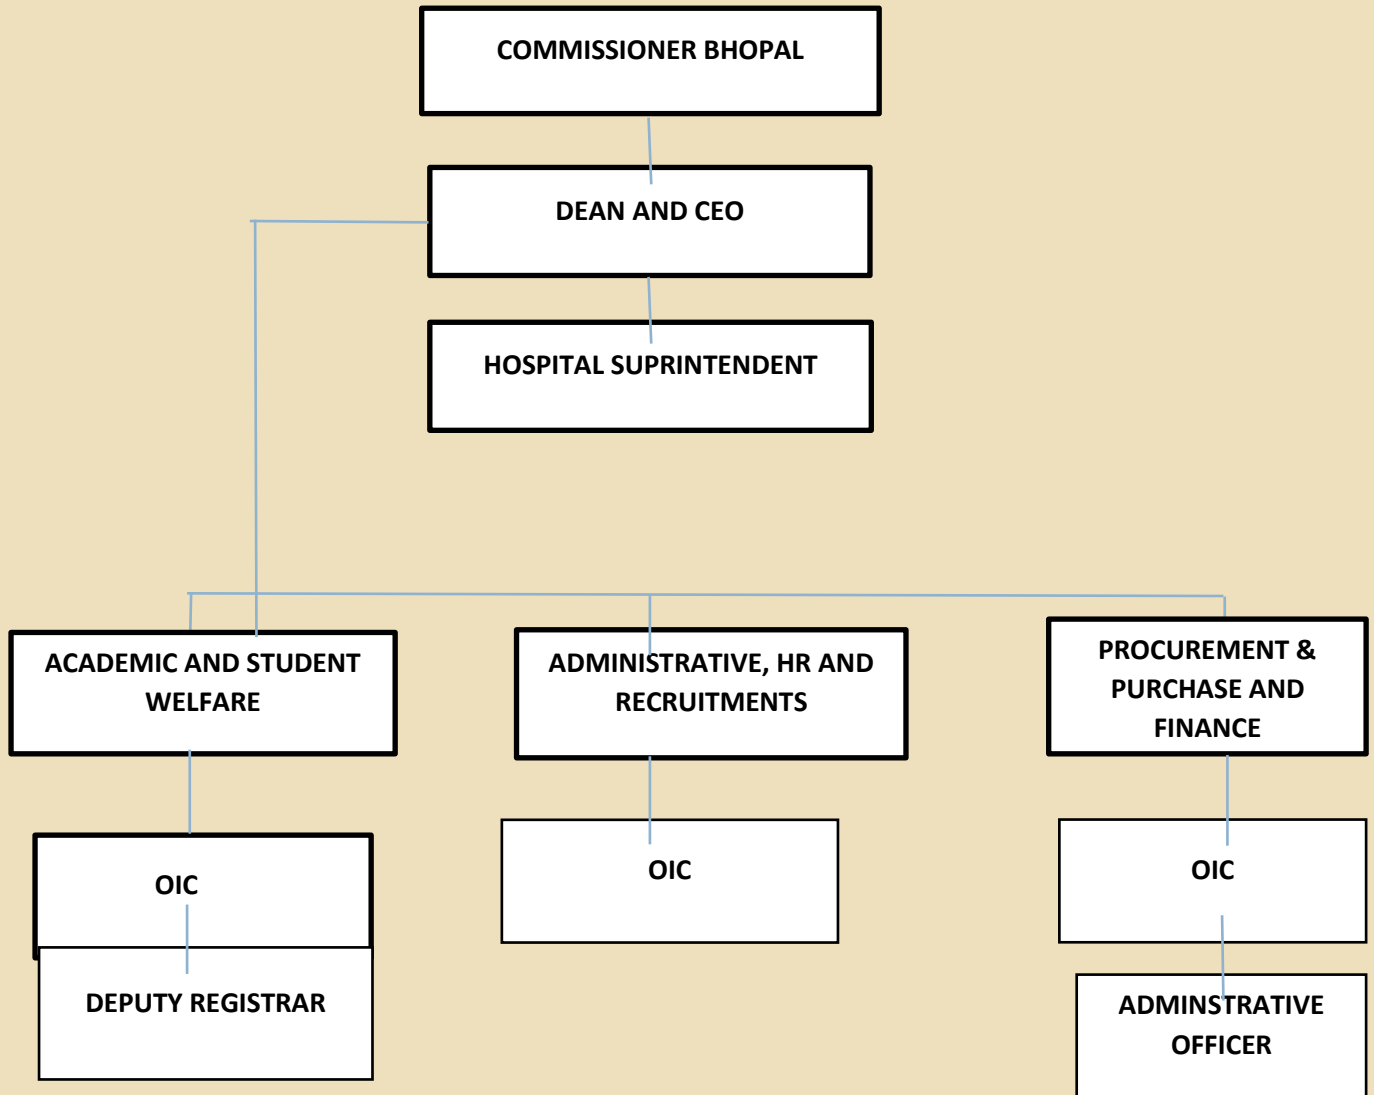 COMMISSIONER BHOPAL
DEAN AND CEO
HOSPITAL SUPRINTENDENT
ACADEMIC AND STUDENT
WELFARE
ADMINISTRATIVE, HR AND
RECRUITMENTS
PROCUREMENT &
PURCHASE AND
FINANCE
OIC
OIC
OIC
DEPUTY REGISTRAR
ADMINSTRATIVE
OFFICER